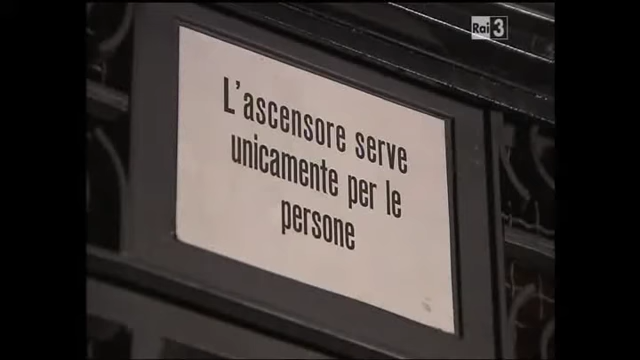 Rai 3
L'ascensore serve
unicamente per le
persone